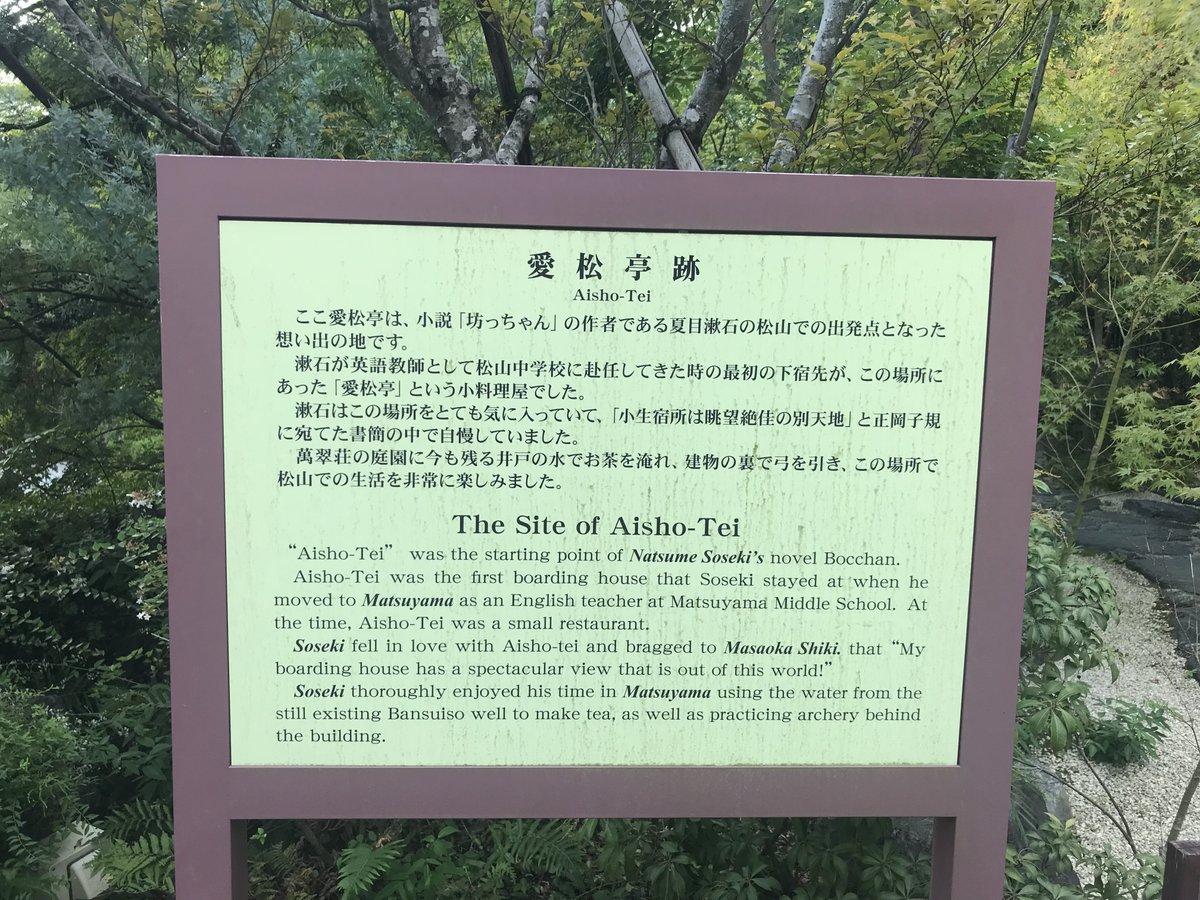 愛松亭跡
Aisho-Tei
ここ愛松亭は、小説「坊っちゃん」の作者である夏目漱石の松山での出発点となった
想い出の地です。
漱石が英語教師として松山中学校に赴任してきた時の最初の下宿先が、この場所に
あった「愛松亭」という小料理屋でした。
漱石はこの場所をとても気に入っていて、「小生宿所は眺望絶佳の別天地」と正岡子規
に宛てた書簡の中で自慢していました。
萬翠荘の庭園に今も残る井戸の水でお茶を淹れ、建物の裏で弓を引き、この場所で
松山での生活を非常に楽しみました。
The Site of Aisho-Tei
“Aisho-Tei” was the starting point of Natsume Soseki's novel Bocchan.
Aisho-Tei was the first boarding house that Soseki stayed at when he
moved to Matsuyama as an English teacher at Matsuyama Middle School. At
the time, Aisho-Tei was a small restaurant.
Soseki fell in love with Aisho-tei and bragged to Masaoka Shiki. that “My
boarding house has a spectacular view that is out of this world!”
Soseki thoroughly enjoyed his time in Matsuyama using the water from the
still existing Bansuiso well to make tea, as well as practicing archery behind
the building.